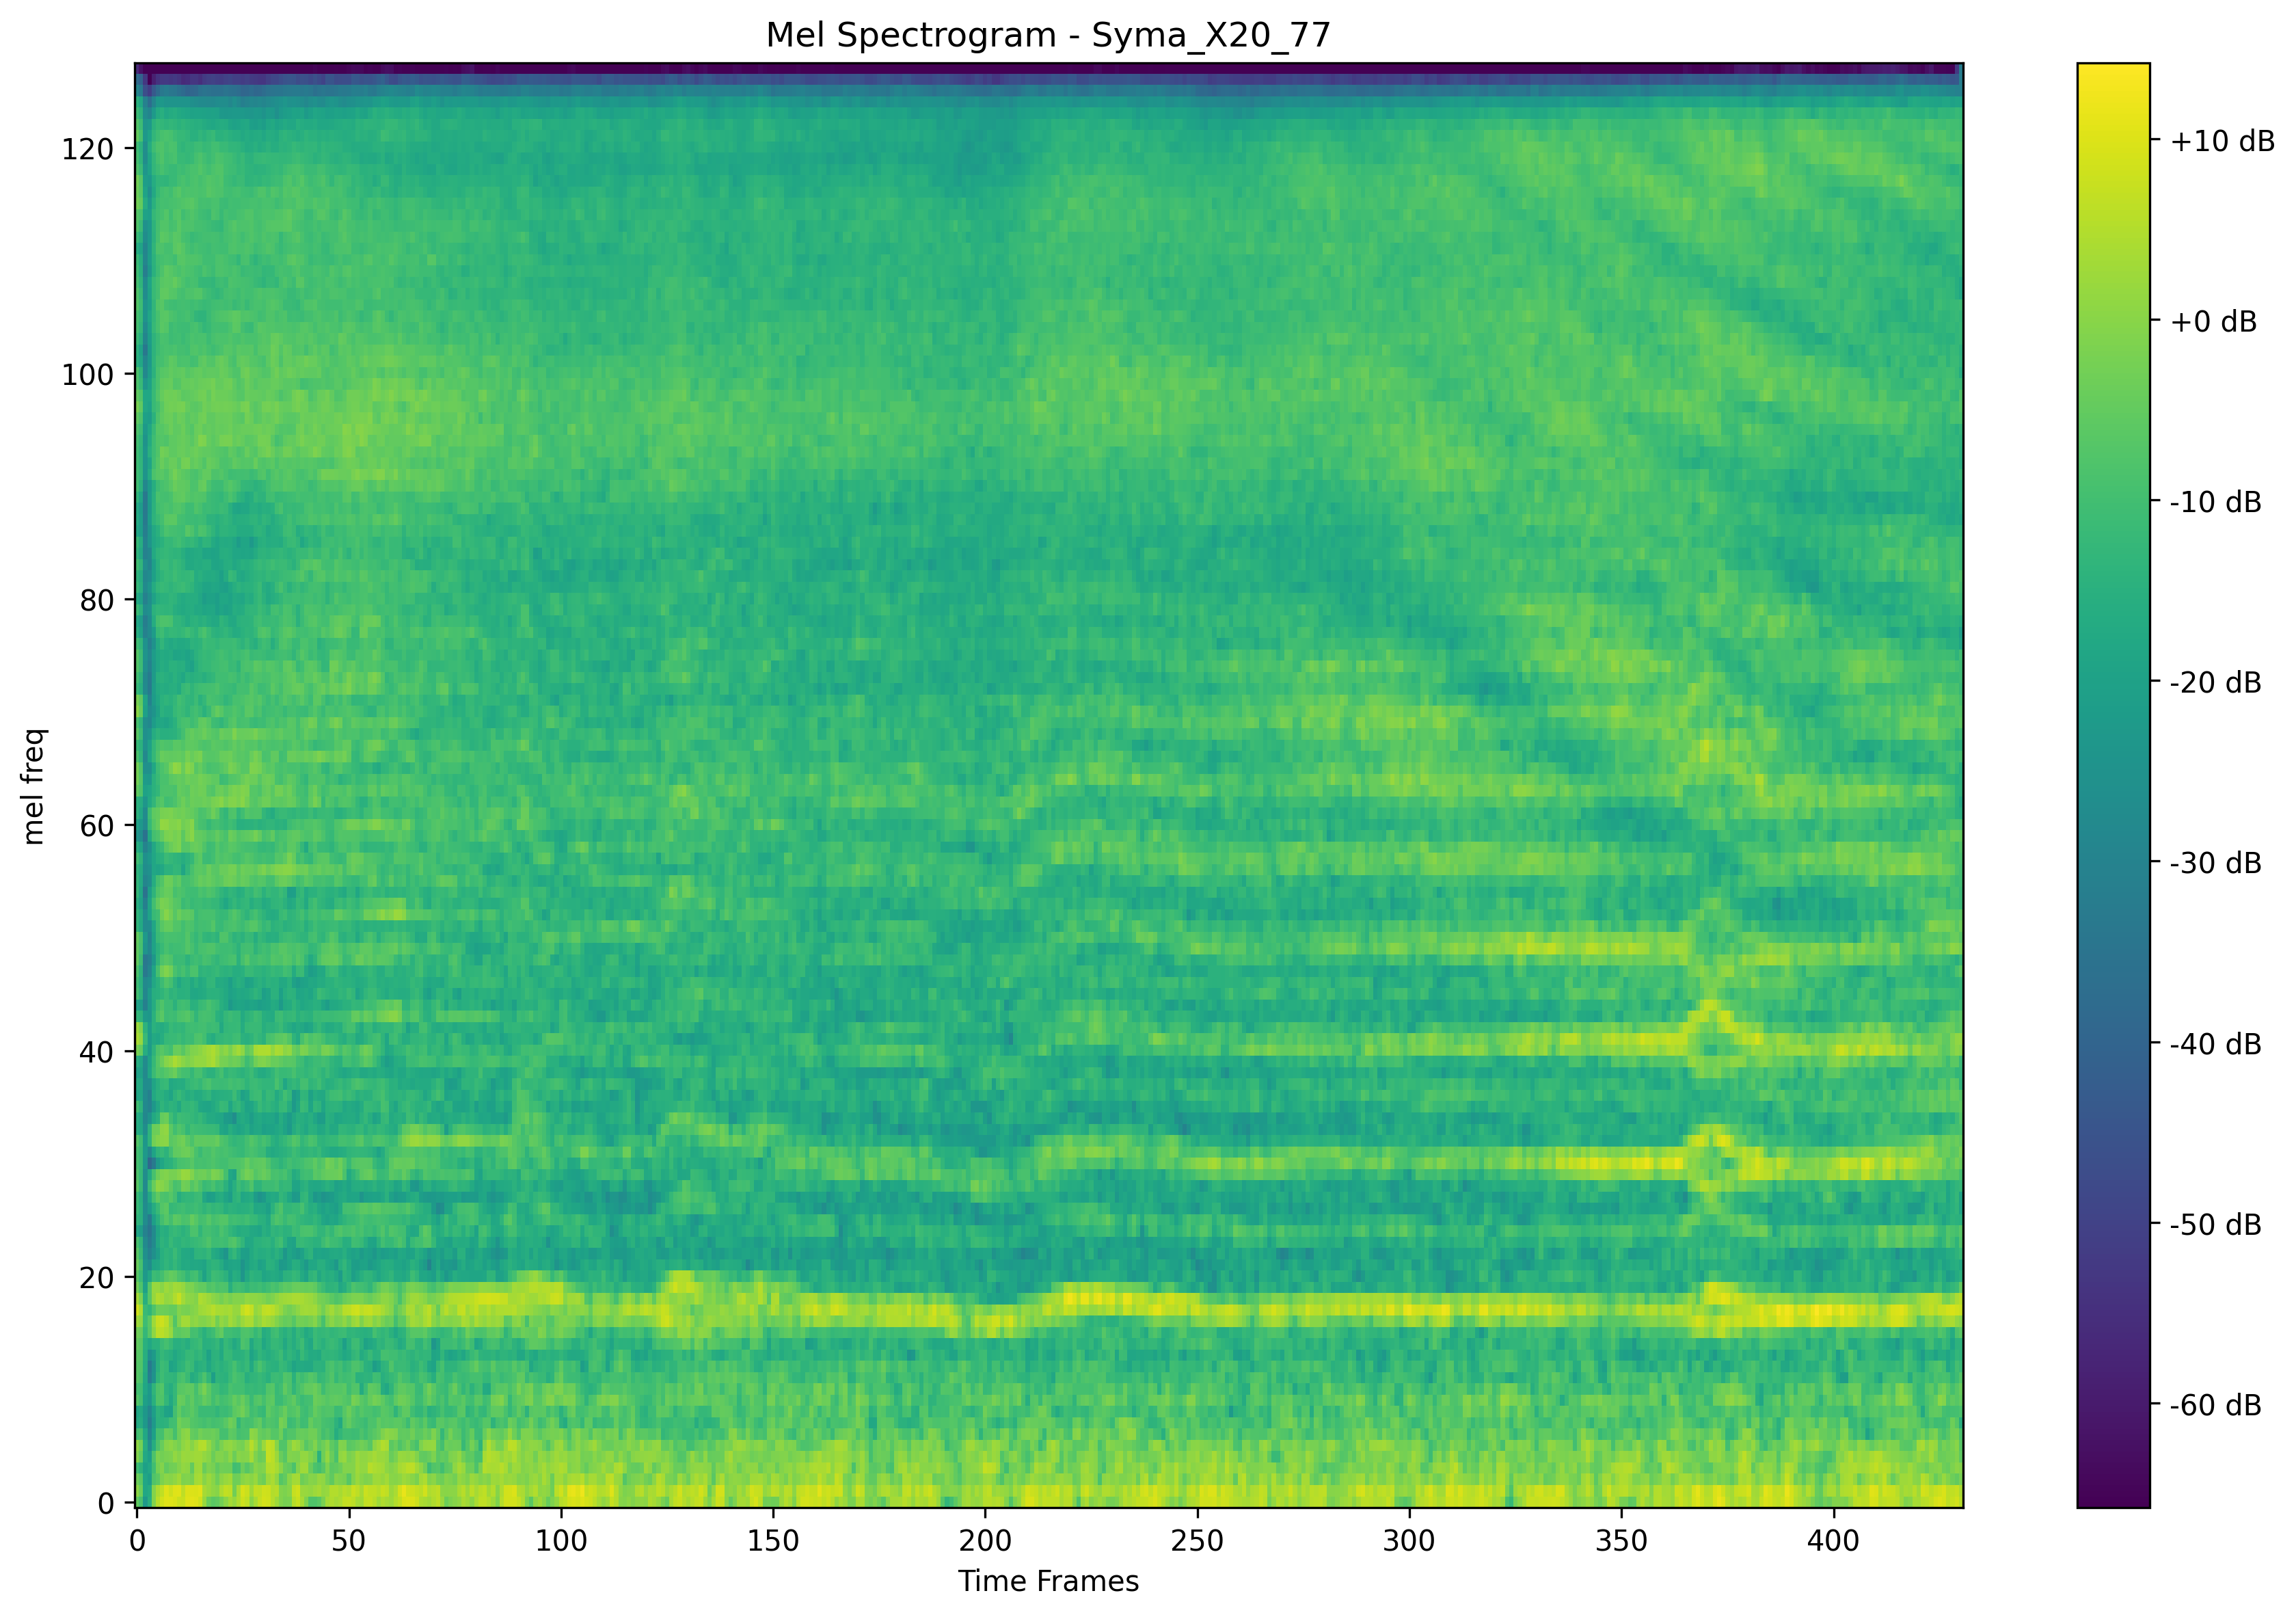 Mel Spectrogram - Syma_X20_77
mel freq
120
100
80
60
40
20
0
0 50 100 150 200 250 300 350 400
Time Frames
+10 dB
+0 dB
-10 dB
-20 dB
-30 dB
-40 dB
-50 dB
-60 dB